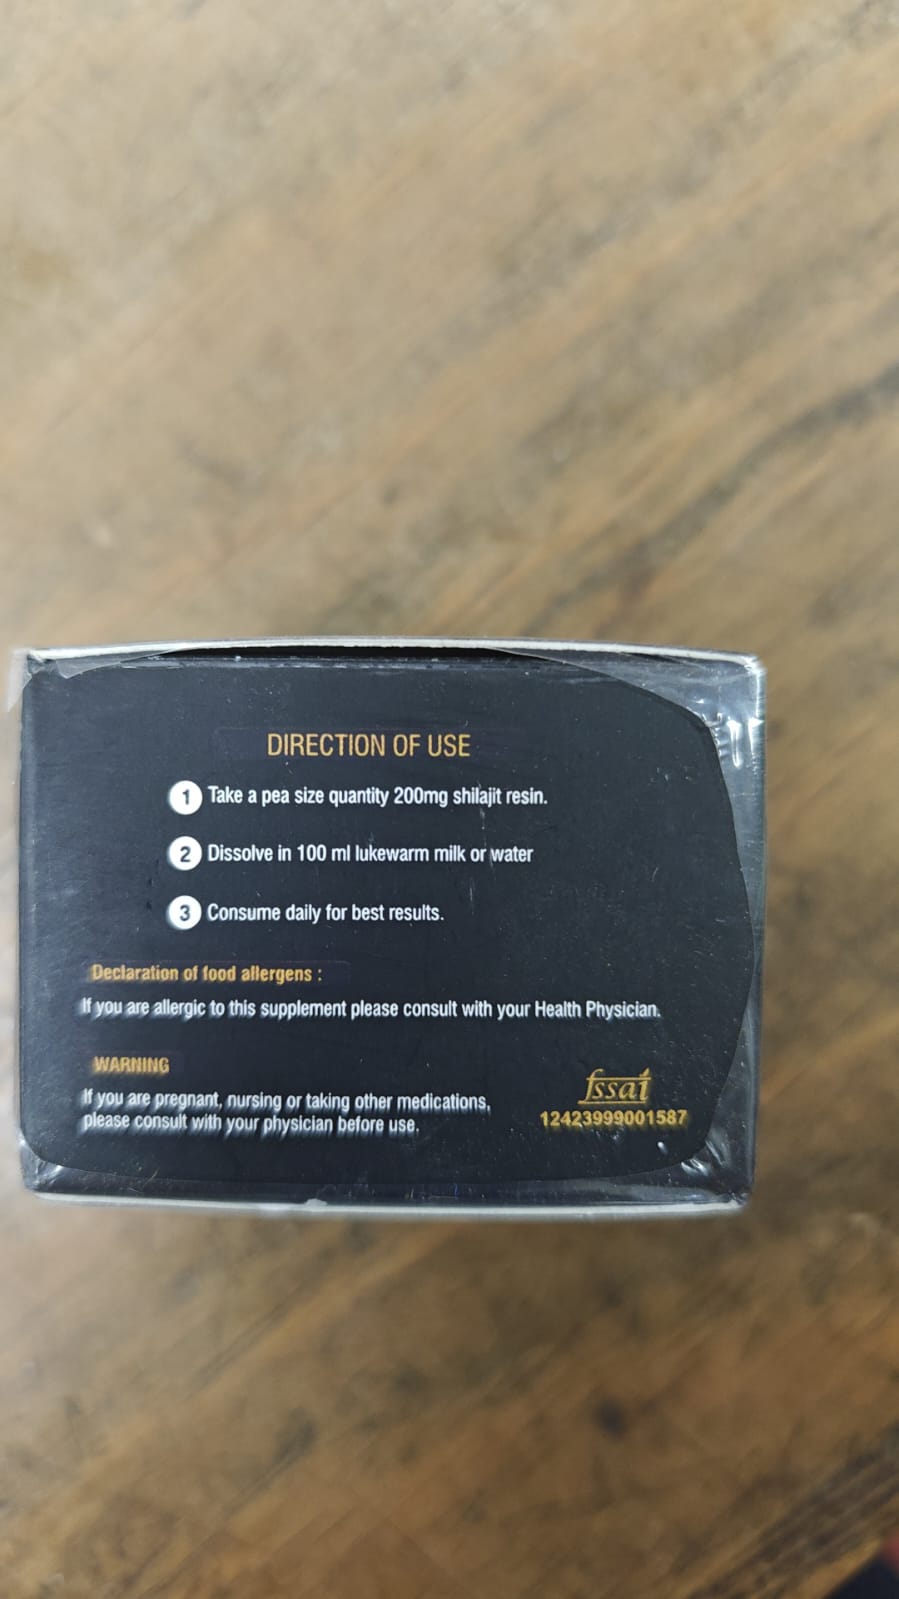 DIRECTION OF USE
1 Take a pea size quantity 200mg shilajit resin.
2 Dissolve in 100 ml lukewarm milk or water
3 Consume daily for best results.
Declaration of food allergens :
If you are allergic to this supplement please consult with your Health Physician.
WARNING
If you are pregnant, nursing or taking other medications,
please consult with your physician before use.
fssai
12423999001587